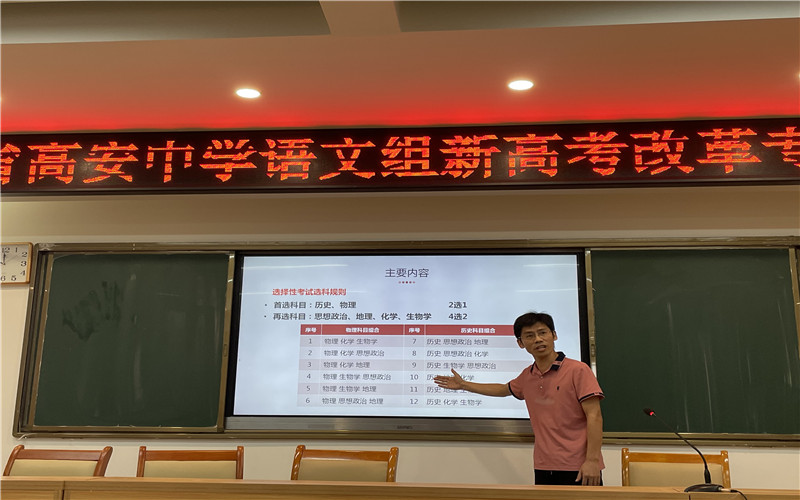 省高安中学语文组新高考改革专
主要内容
选择性考试选科规则
• 首选科目：历史、物理 2选1
• 再选科目：思想政治、地理、化学、生物学 4选2
序号 物理科目组合 序号 历史科目组合
1 物理 化学 生物学 7 历史 思想政治 地理
2 物理 化学 思想政治 8 历史 思想政治 化学
3 物理 化学 地理 9 历史 生物学 思想政治
4 物理 生物学 思想政治 10 历史 化学
5 物理 生物学 地理 11 历史 地理
6 物理 思想政治 地理 12 历史 化学 生物学